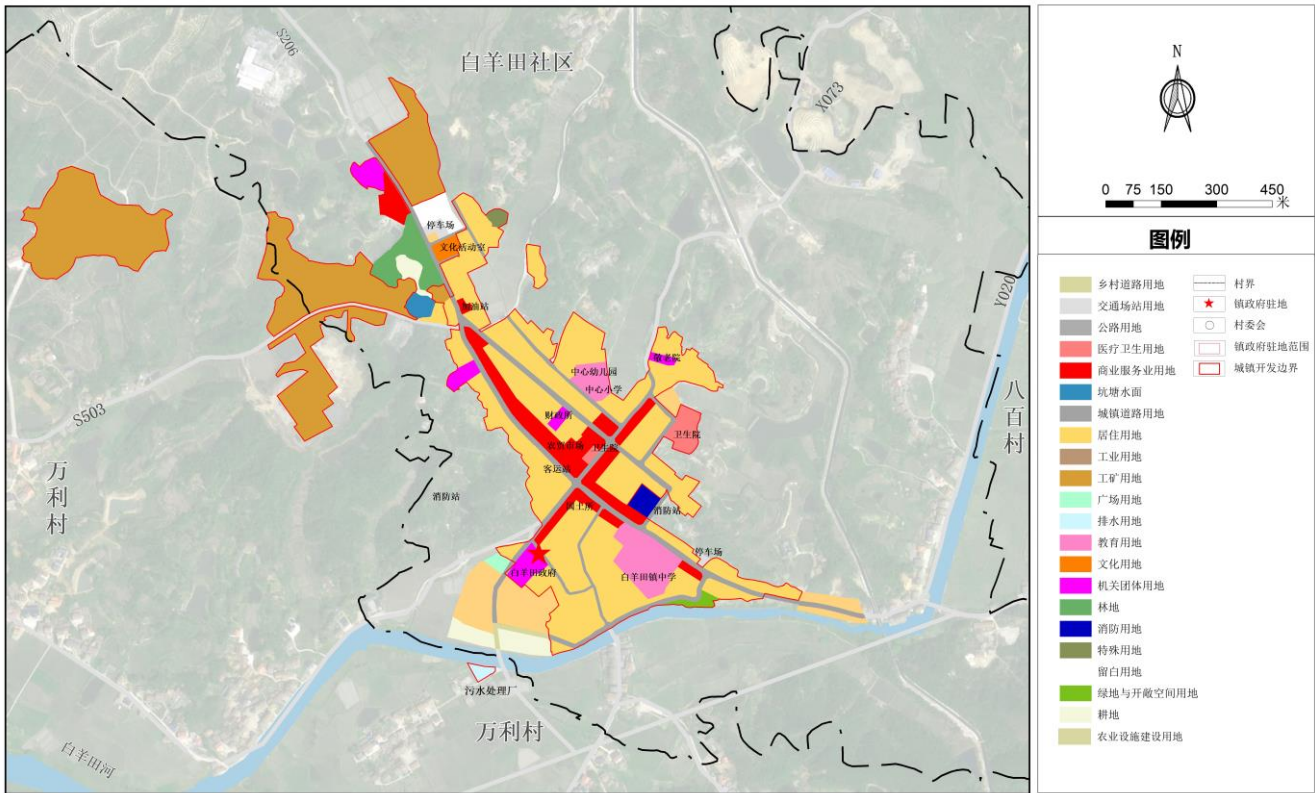 S206
白羊田社区
X073
Y020
八百村
S503
万利村
停车场
文化活动室
加油站
中心幼儿园
中心小学
敬老院
财政所
农贸市场
卫生院
卫生院
客运站
消防站
国土所
消防站
停车场
白羊田政府
白羊田镇中学
污水处理厂
万利村
白羊田河
N
0 75 150 300 450
米
图例
乡村道路用地
交通场站用地
公路用地
医疗卫生用地
商业服务业用地
坑塘水面
城镇道路用地
居住用地
工业用地
工矿用地
广场用地
排水用地
教育用地
文化用地
机关团体用地
林地
消防用地
特殊用地
留白用地
绿地与开敞空间用地
耕地
农业设施建设用地
村界
镇政府驻地
村委会
镇政府驻地范围
城镇开发边界